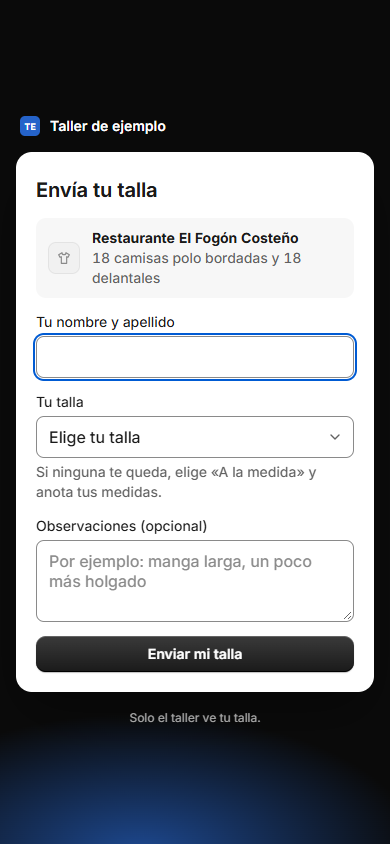 TE Taller de ejemplo
Envía tu talla
Restaurante El Fogón Costeño
18 camisas polo bordadas y 18
delantales
Tu nombre y apellido
Tu talla
Elige tu talla
Si ninguna te queda, elige «A la medida» y
anota tus medidas.
Observaciones (opcional)
Por ejemplo: manga larga, un poco
más holgado
Enviar mi talla
Solo el taller ve tu talla.